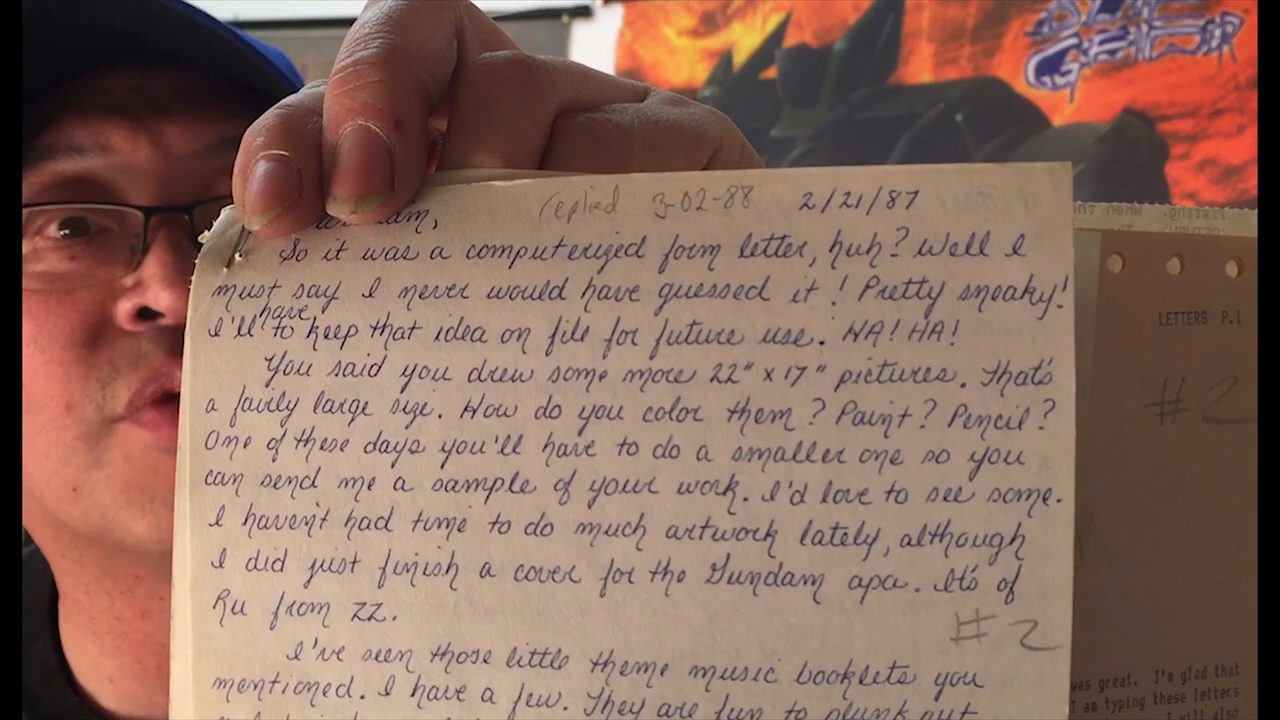 BLUE GENDER
replied 3-02-88 2/21/87
So it was a computerized form letter, huh? Well I
must say I never would have guessed it! Pretty sneaky!
I'll have to keep that idea on file for future use. HA! HA!
You said you drew some more 22" x 17" pictures. That's
a fairly large size. How do you color them? Paint? Pencil?
One of these days you'll have to do a smaller one so you
can send me a sample of your work. I'd love to see some.
I haven't had time to do much artwork lately, although
I did just finish a cover for the Gundam apa. It's of
Ru from ZZ.
#2
I've seen those little theme music booklets you
mentioned. I have a few. They are fun to plunk out
LETTERS P.1
#2
was great. I'm glad that
I am typing these letters
I will also